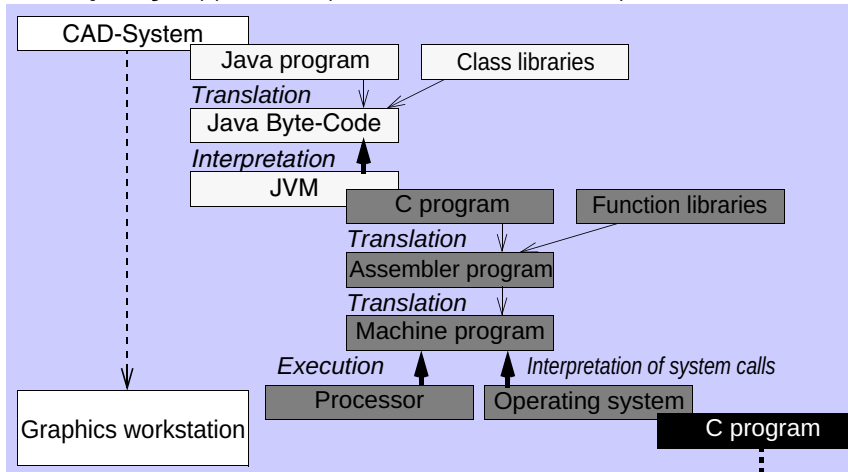 CAD-System
Java program
Class libraries
Translation
Java Byte-Code
Interpretation
JVM
C program
Function libraries
Translation
Assembler program
Translation
Machine program
Execution
Interpretation of system calls
Processor
Operating system
Graphics workstation
C program